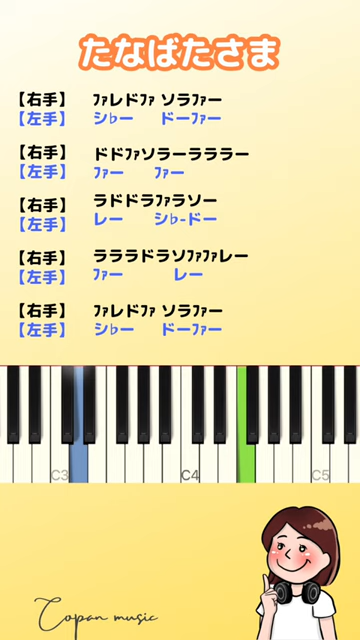 たなばたさま
【右手】 ﾌｧレドﾌｧ ソラﾌｧー
【左手】 シ♭ー ドーﾌｧー
【右手】 ドドﾌｧソラーラララー
【左手】 ﾌｧー ﾌｧー
【右手】 ラドドラﾌｧラソー
【左手】 レー シ♭-ドー
【右手】 ラララドラソﾌｧﾌｧレー
【左手】 ﾌｧー レー
【右手】 ﾌｧレドﾌｧ ソラﾌｧー
【左手】 シ♭ー ドーﾌｧー
C3 C4 C5
Copan music